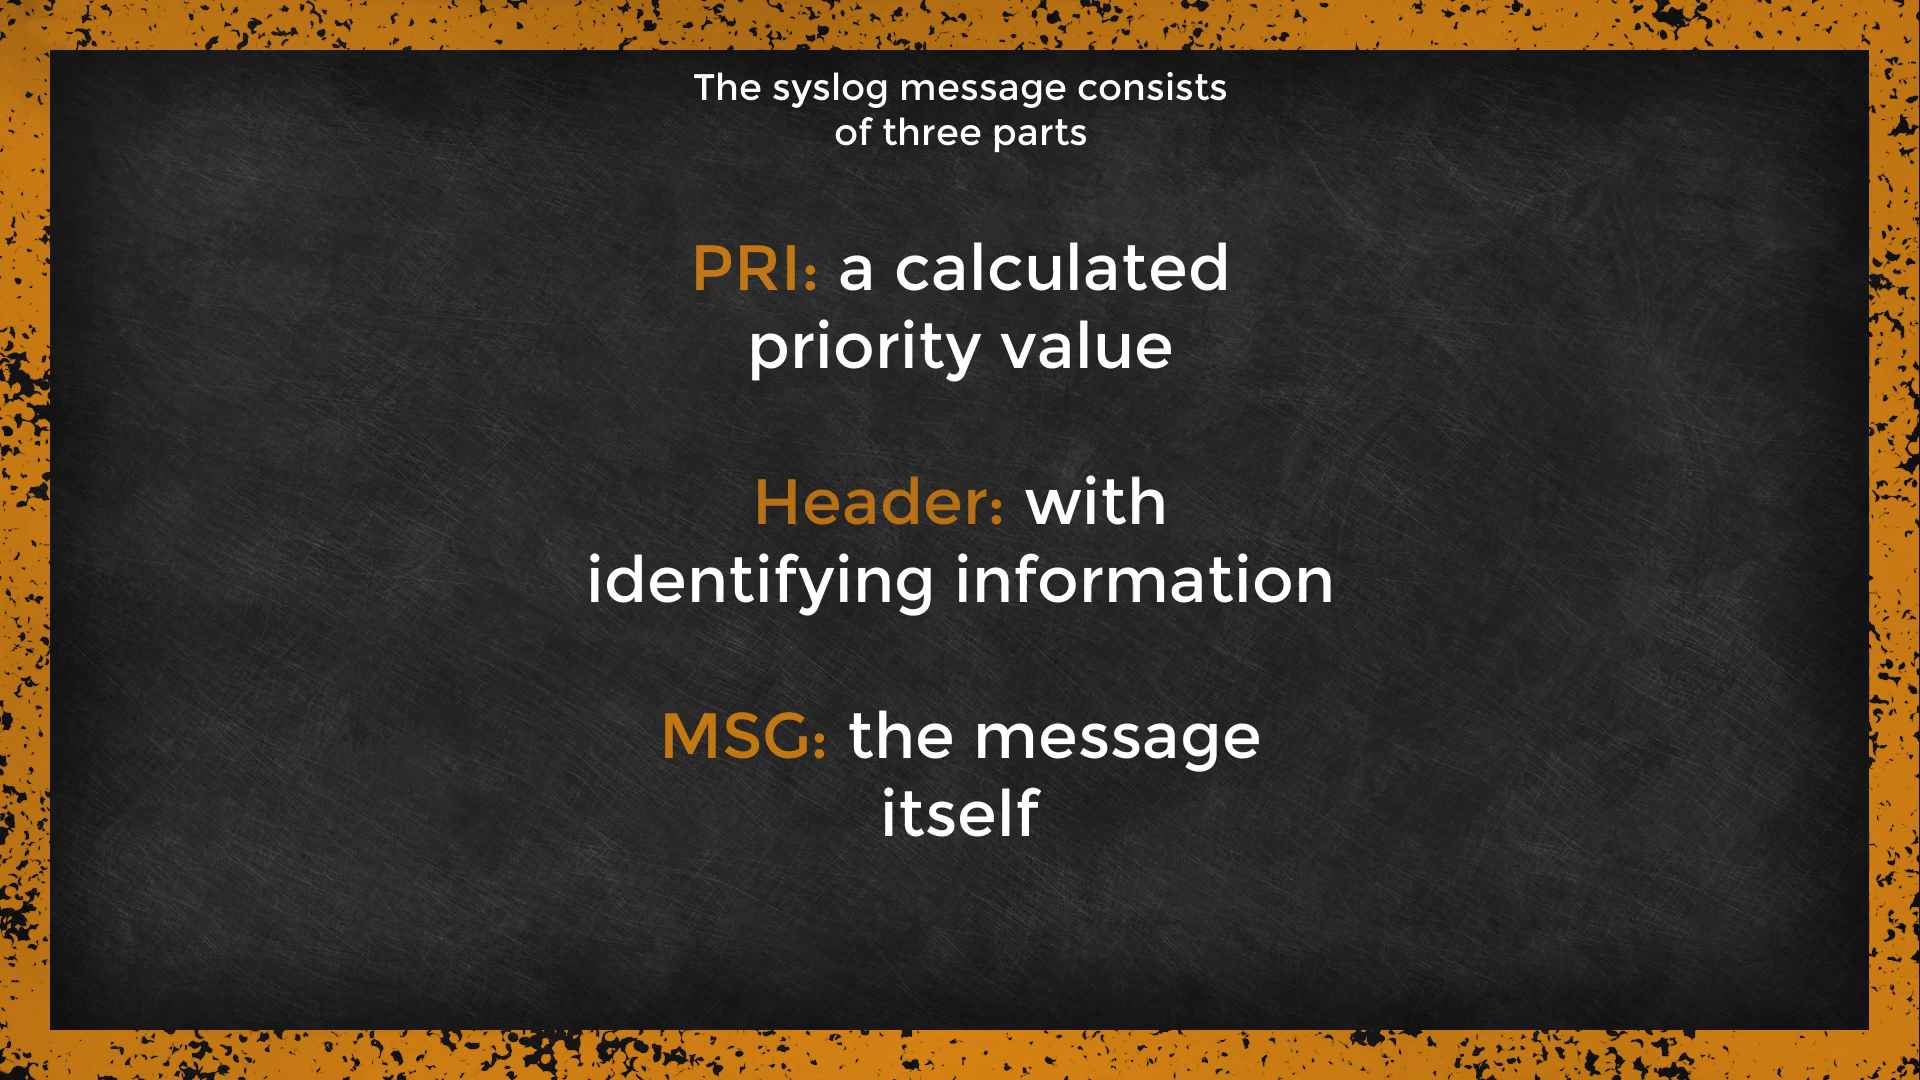 The syslog message consists
of three parts
PRI: a calculated
priority value
Header: with
identifying information
MSG: the message
itself